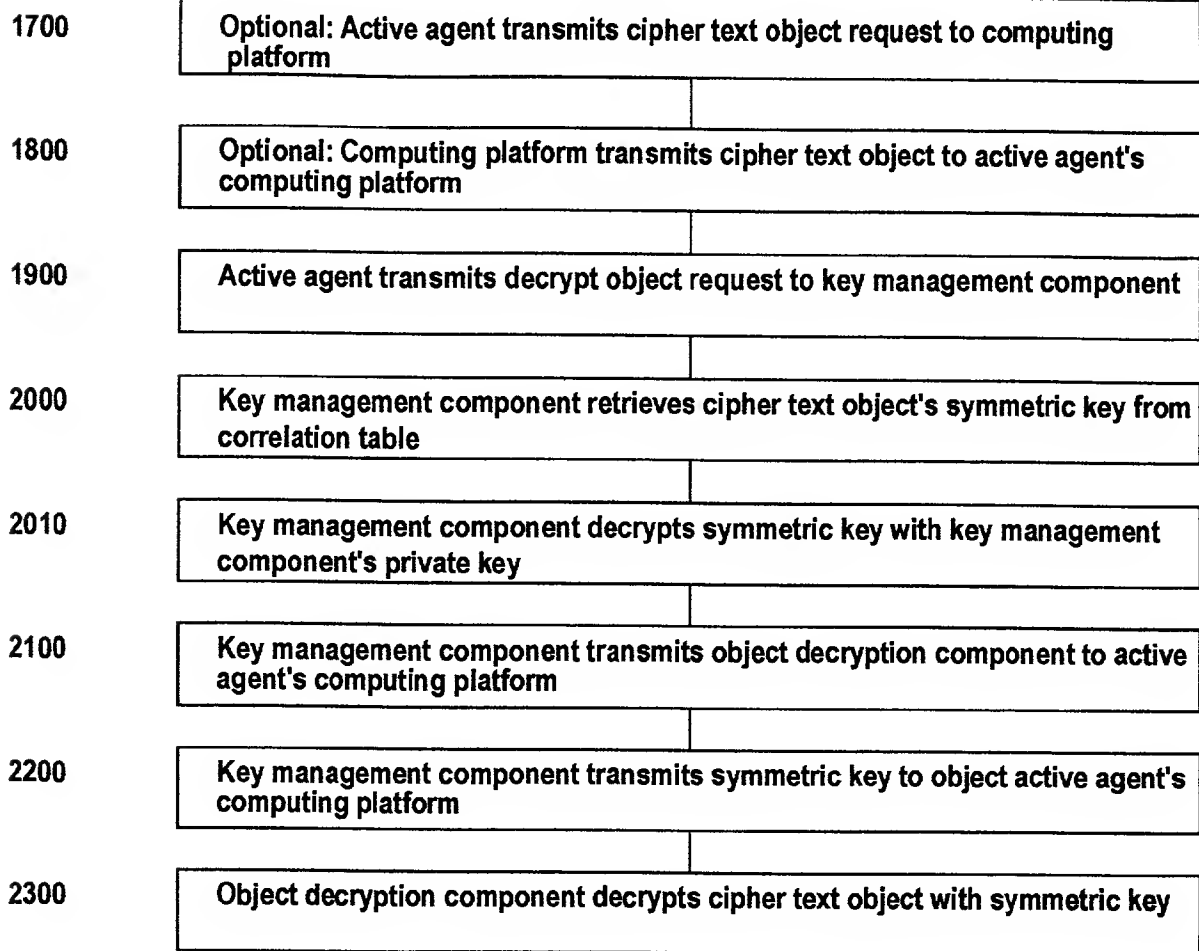 1700 Optional: Active agent transmits cipher text object request to computing
platform
1800 Optional: Computing platform transmits cipher text object to active agent's
computing platform
1900 Active agent transmits decrypt object request to key management component
2000 Key management component retrieves cipher text object's symmetric key from
correlation table
2010 Key management component decrypts symmetric key with key management
component's private key
2100 Key management component transmits object decryption component to active
agent's computing platform
2200 Key management component transmits symmetric key to object active agent's
computing platform
2300 Object decryption component decrypts cipher text object with symmetric key